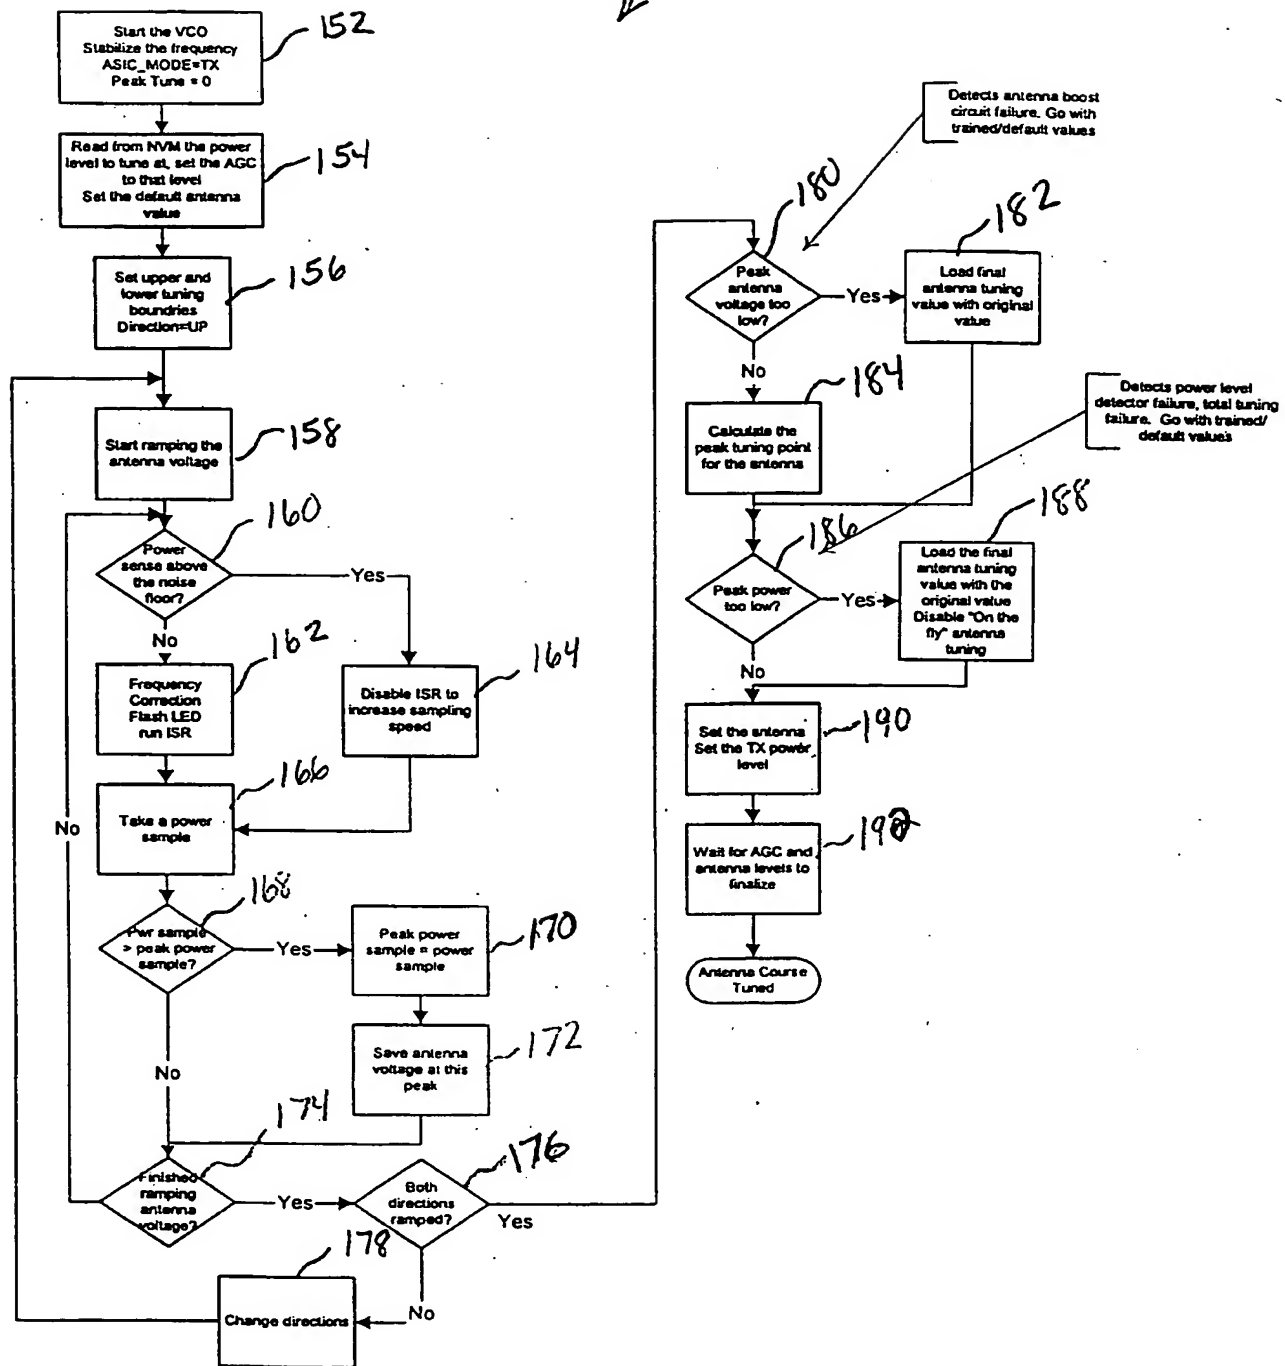 Start the VCO
Stabilize the frequency
ASIC_MODE=TX
Peak Tune = 0
152
Read from NVM the power
level to tune at, set the AGC
to that level
Set the default antenna
value
154
Set upper and
lower tuning
boundries
Direction=UP
156
Start ramping the
antenna voltage
158
Power
sense above
the noise
floor?
160
Yes
No
Frequency
Correction
Flash LED
run ISR
162
Disable ISR to
increase sampling
speed
164
Take a power
sample
166
No
Pwr sample
> peak power
sample?
168
Yes
Peak power
sample = power
sample
170
Save antenna
voltage at this
peak
172
No
Finished
ramping
antenna
voltage?
174
Yes
Both
directions
ramped?
176
Yes
No
Change directions
178
Detects antenna boost
circuit failure. Go with
trained/default values
Peak
antenna
voltage too
low?
180
Yes
Load final
antenna tuning
value with original
value
182
No
Calculate the
peak tuning point
for the antenna
184
Detects power level
detector failure, total tuning
failure. Go with trained/
default values
Peak power
too low?
186
Yes
Load the final
antenna tuning
value with the
original value
Disable "On the
fly" antenna
tuning
188
No
Set the antenna
Set the TX power
level
190
Wait for AGC and
antenna levels to
finalize
192
Antenna Course
Tuned